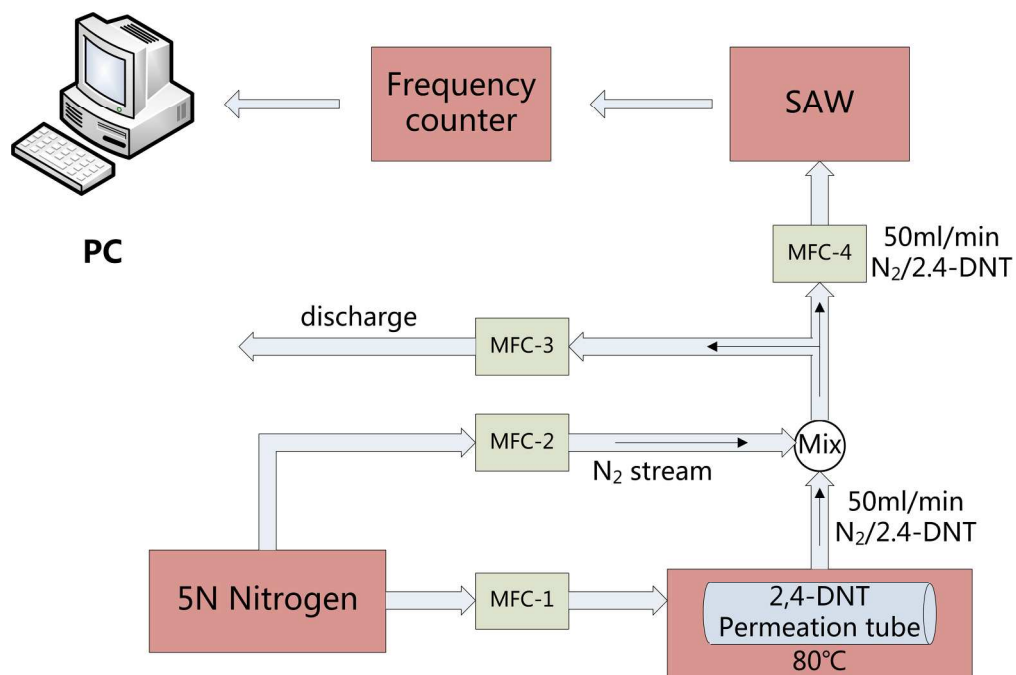 Frequency
counter
SAW
PC
MFC-4
50ml/min
N₂/2.4-DNT
discharge
MFC-3
MFC-2
Mix
N₂ stream
50ml/min
N₂/2.4-DNT
5N Nitrogen
MFC-1
2,4-DNT
Permeation tube
80℃